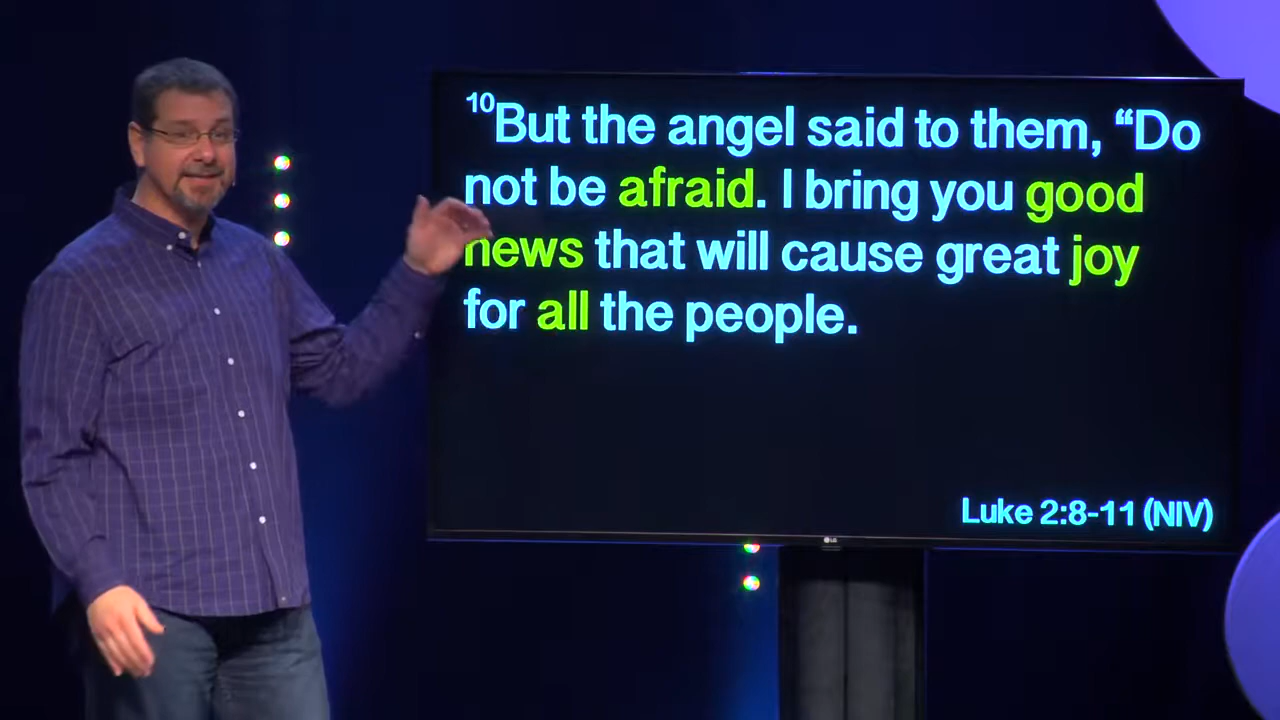 10But the angel said to them, “Do
not be afraid. I bring you good
news that will cause great joy
for all the people.
Luke 2:8-11 (NIV)
LG